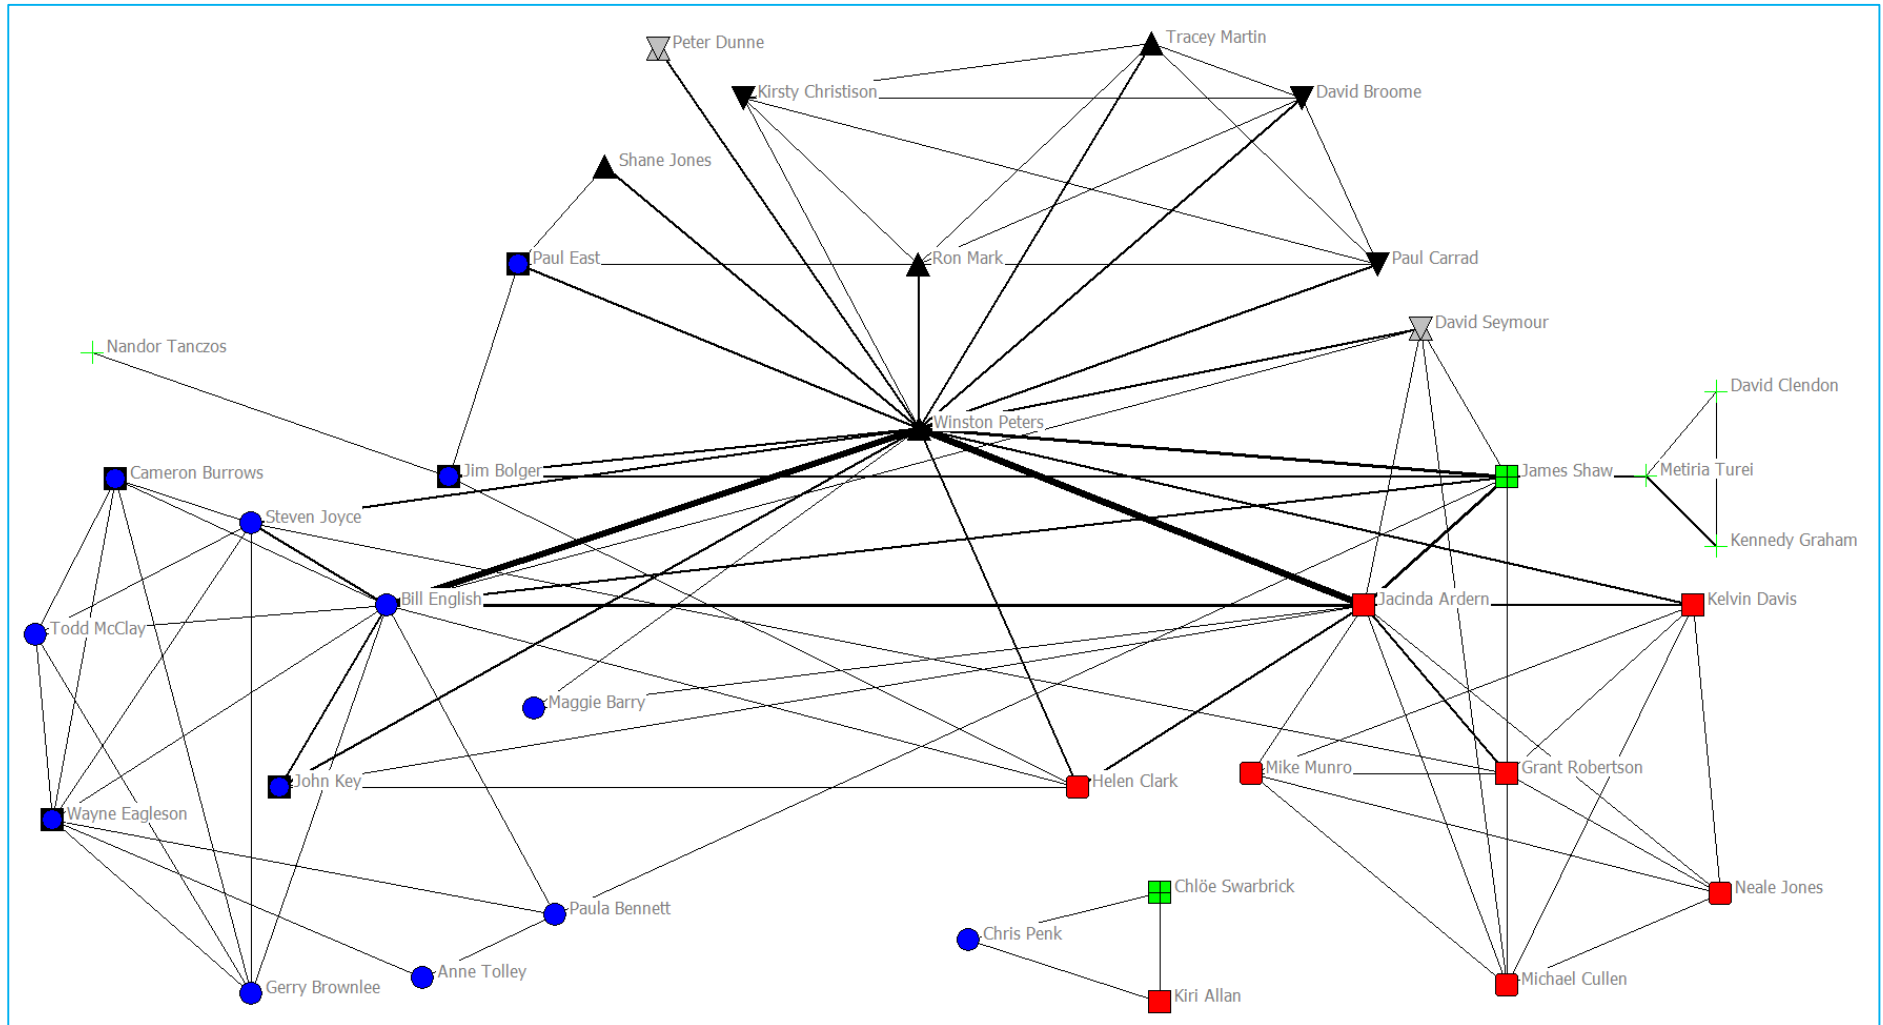 Tracey Martin
Peter Dunne
Kirsty Christison
David Broome
Shane Jones
Paul East
Ron Mark
Paul Carrad
David Seymour
Nandor Tanczos
David Clendon
Winston Peters
Cameron Burrows
Jim Bolger
James Shaw
Metiria Turei
Steven Joyce
Kennedy Graham
Bill English
Jacinda Ardern
Kelvin Davis
Todd McClay
Maggie Barry
Mike Munro
Grant Robertson
John Key
Helen Clark
Wayne Eagleson
Chlöe Swarbrick
Neale Jones
Paula Bennett
Chris Penk
Anne Tolley
Michael Cullen
Gerry Brownlee
Kiri Allan